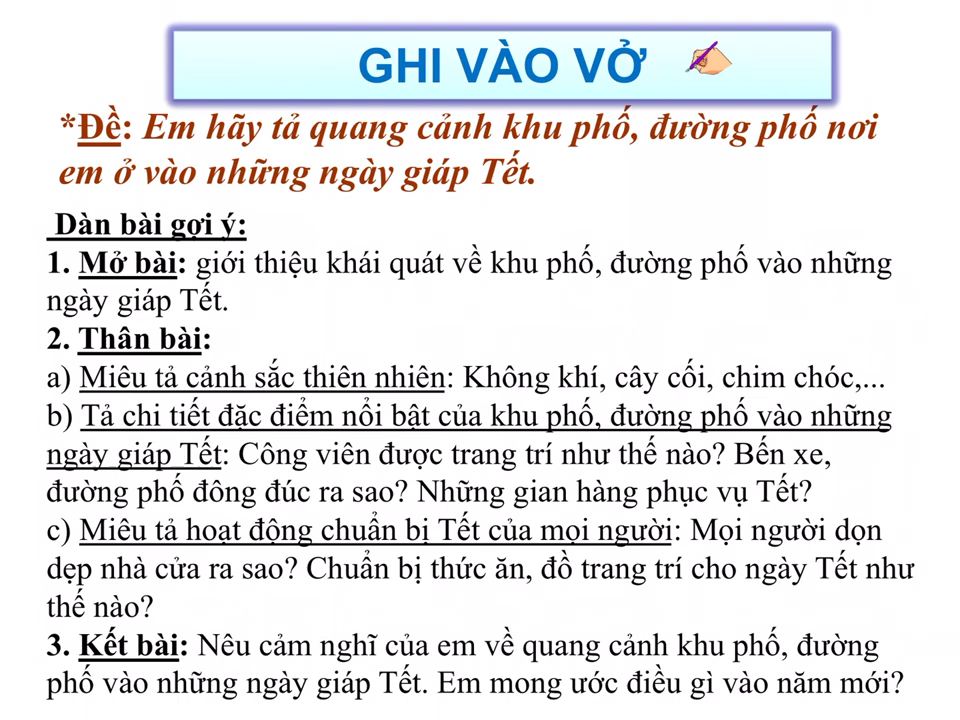 GHI VÀO VỞ
*Đề: Em hãy tả quang cảnh khu phố, đường phố nơi
em ở vào những ngày giáp Tết.
Dàn bài gợi ý:
1. Mở bài: giới thiệu khái quát về khu phố, đường phố vào những
ngày giáp Tết.
2. Thân bài:
a) Miêu tả cảnh sắc thiên nhiên: Không khí, cây cối, chim chóc,...
b) Tả chi tiết đặc điểm nổi bật của khu phố, đường phố vào những
ngày giáp Tết: Công viên được trang trí như thế nào? Bến xe,
đường phố đông đúc ra sao? Những gian hàng phục vụ Tết?
c) Miêu tả hoạt động chuẩn bị Tết của mọi người: Mọi người dọn
dẹp nhà cửa ra sao? Chuẩn bị thức ăn, đồ trang trí cho ngày Tết như
thế nào?
3. Kết bài: Nêu cảm nghĩ của em về quang cảnh khu phố, đường
phố vào những ngày giáp Tết. Em mong ước điều gì vào năm mới?